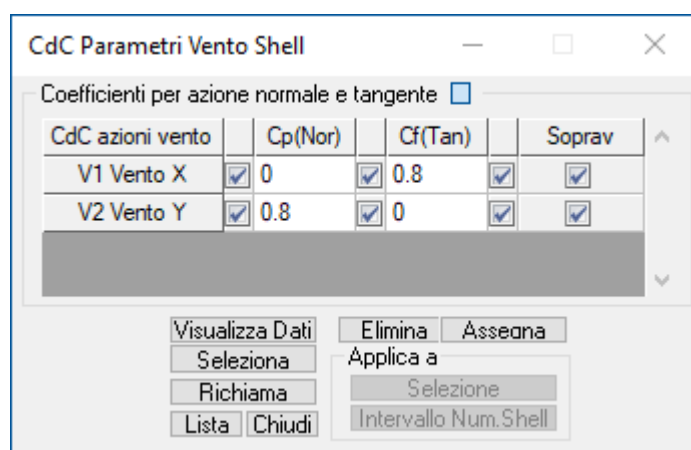 CdC Parametri Vento Shell
Coefficienti per azione normale e tangente
CdC azioni vento Cp(Nor) Cf(Tan) Soprav
V1 Vento X 0 0.8
V2 Vento Y 0.8 0
Visualizza Dati Elimina Assegna
Seleziona Applica a
Richiama Selezione
Lista Chiudi Intervallo Num.Shell